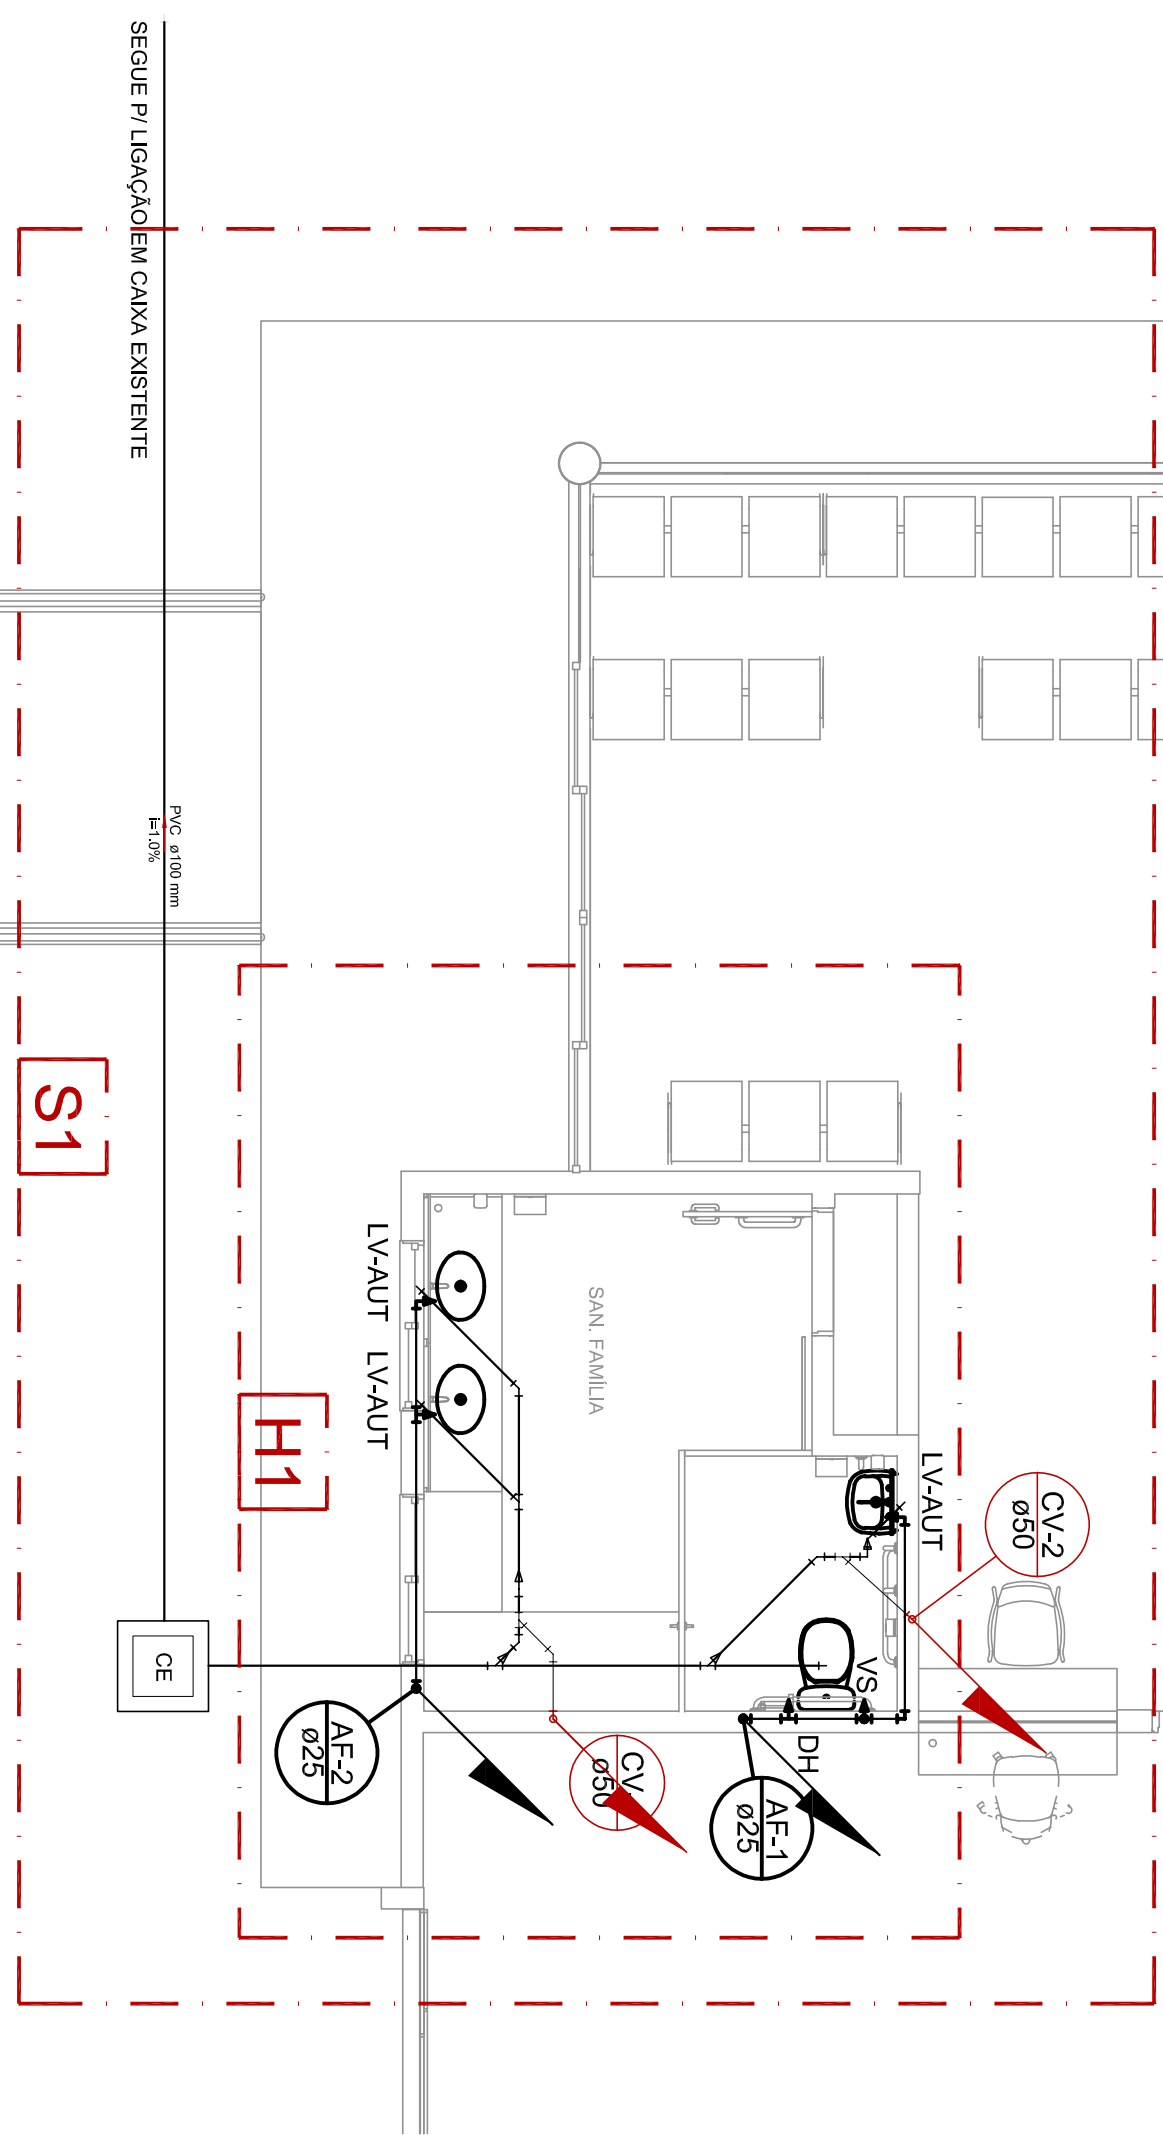 SEGUE P/ LIGAÇÃO EM CAIXA EXISTENTE
PVC ø100 mm
i=1.0%
S1
H1
LV-AUT
LV-AUT
SAN. FAMÍLIA
LV-AUT
CV-2
ø50
VS
DH
CE
AF-2
ø25
CV-
ø50
AF-1
ø25